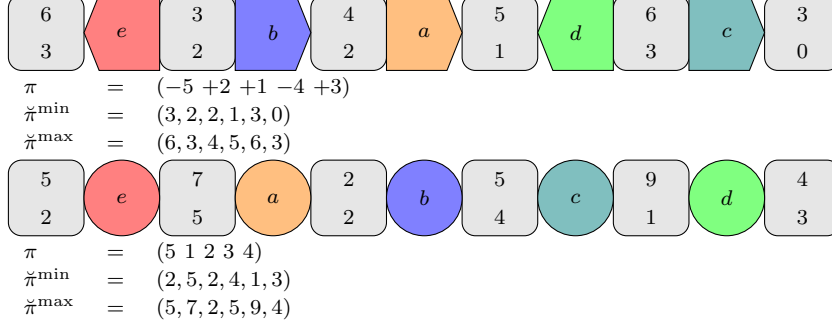 6 3 4 5 6 3
e b a d c
3 2 2 1 3 0
π = (−5 +2 +1 −4 +3)
π̆^min = (3, 2, 2, 1, 3, 0)
π̆^max = (6, 3, 4, 5, 6, 3)
5 7 2 5 9 4
e a b c d
2 5 2 4 1 3
π = (5 1 2 3 4)
π̆^min = (2, 5, 2, 4, 1, 3)
π̆^max = (5, 7, 2, 5, 9, 4)